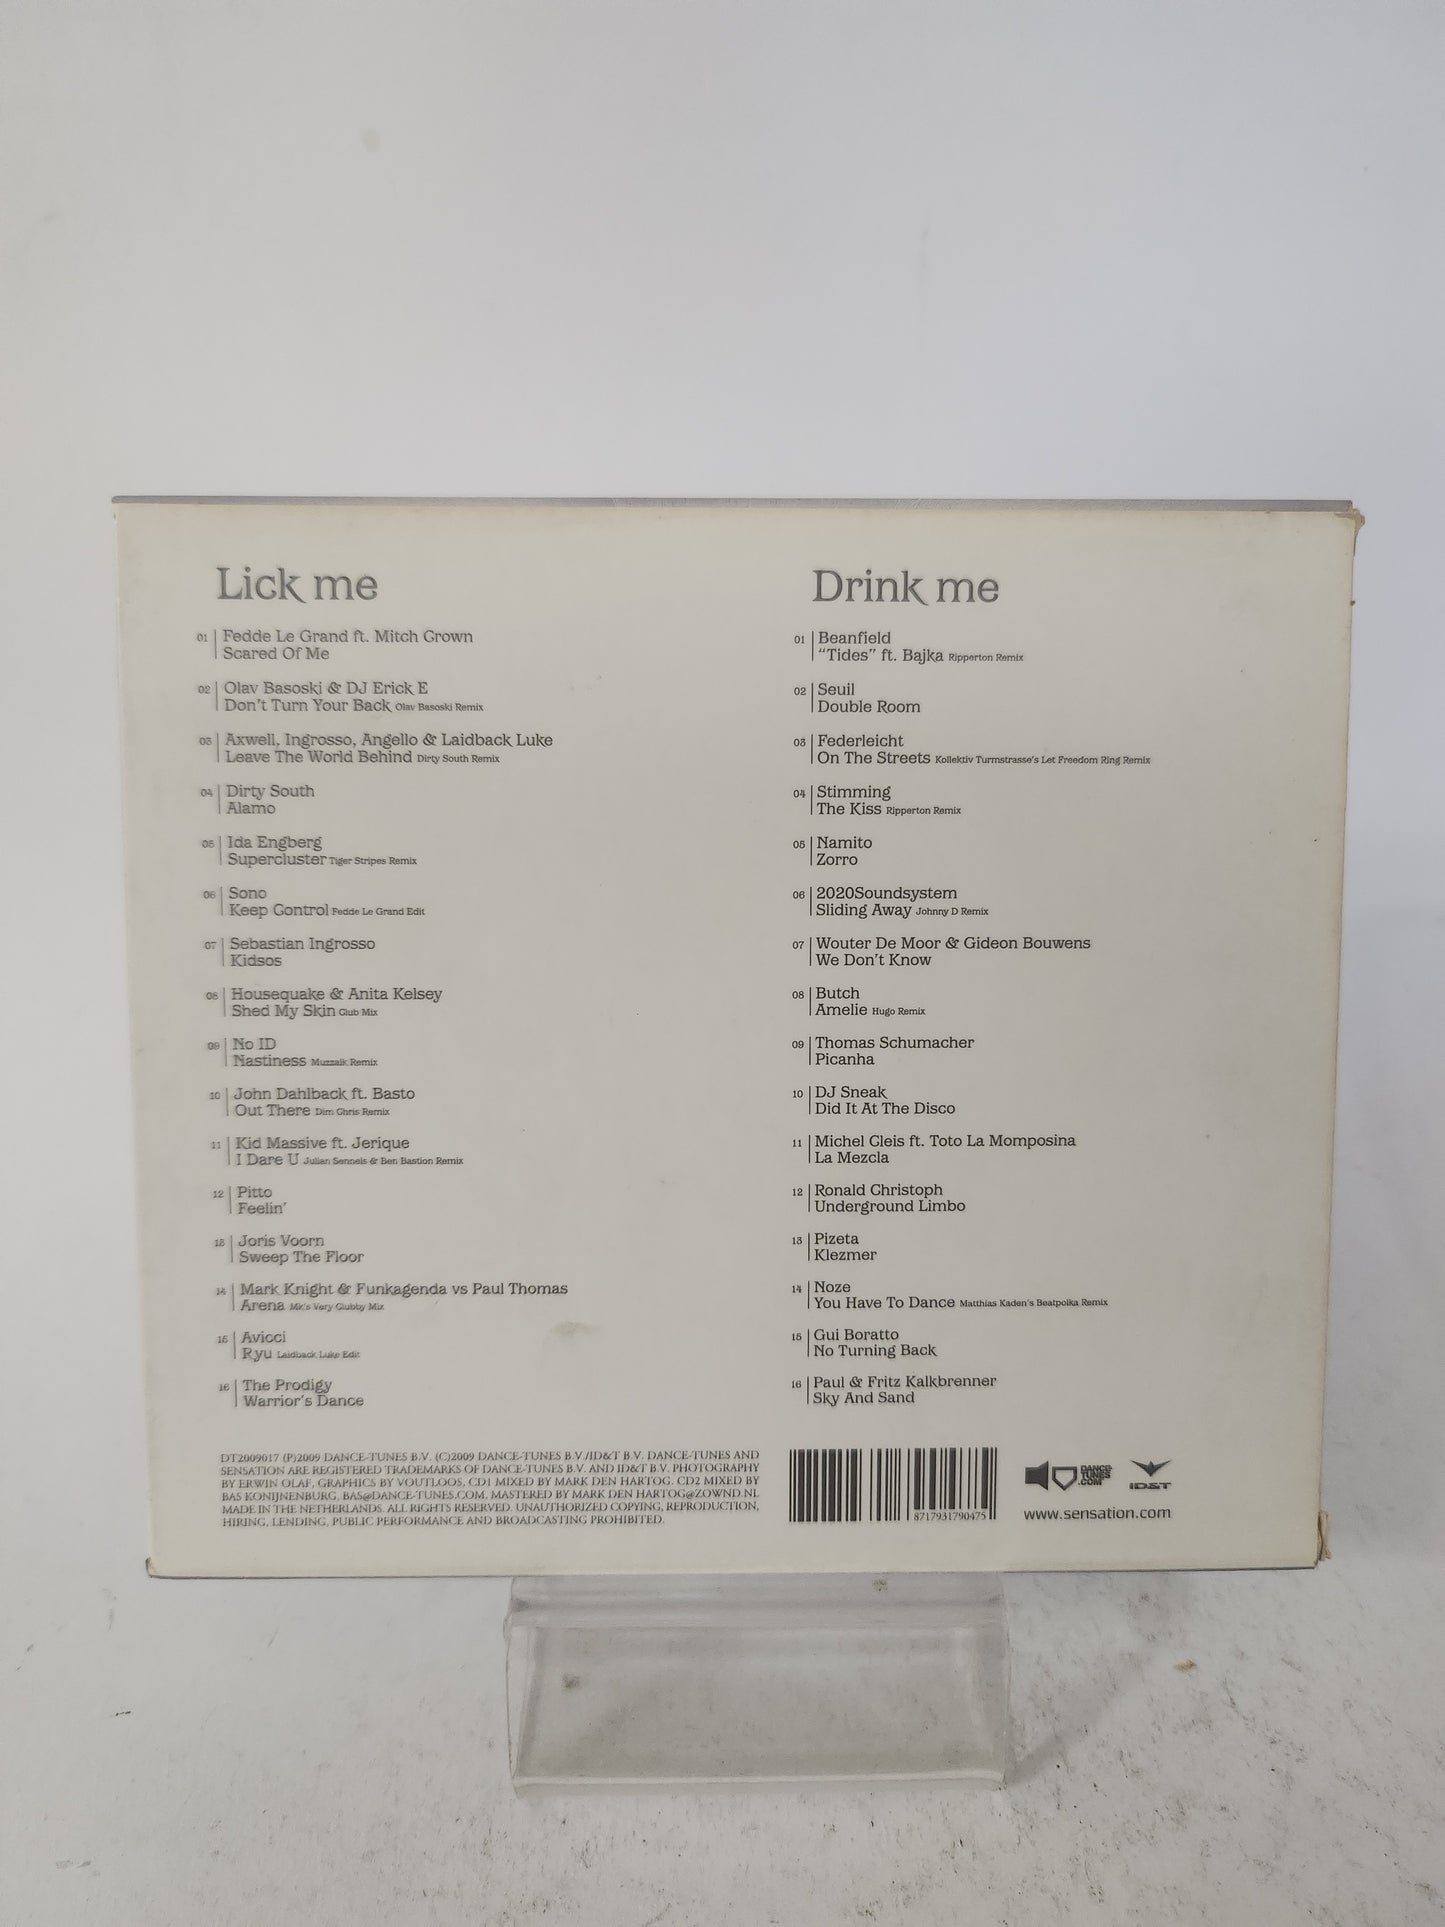 Lick me
01 Fedde Le Grand ft. Mitch Crown
Scared Of Me
02 Olav Basoski & DJ Erick E
Don't Turn Your Back Olav Basoski Remix
03 Axwell, Ingrosso, Angello & Laidback Luke
Leave The World Behind Dirty South Remix
04 Dirty South
Alamo
05 Ida Engberg
Supercluster Tiger Stripes Remix
06 Sono
Keep Control Fedde Le Grand Edit
07 Sebastian Ingrosso
Kidsos
08 Housequake & Anita Kelsey
Shed My Skin Club Mix
09 No ID
Nastiness Muzzaik Remix
10 John Dahlback ft. Basto
Out There Dim Chris Remix
11 Kid Massive ft. Jerique
I Dare U Julian Sennels & Ben Bastion Remix
12 Pitto
Feelin'
13 Joris Voorn
Sweep The Floor
14 Mark Knight & Funkagenda vs Paul Thomas
Arena MK's Very Clubby Mix
15 Avicci
Ryu Laidback Luke Edit
16 The Prodigy
Warrior's Dance
Drink me
01 Beanfield
"Tides" ft. Bajka Ripperton Remix
02 Seuil
Double Room
03 Federleicht
On The Streets Kollektiv Turmstrasse's Let Freedom Ring Remix
04 Stimming
The Kiss Ripperton Remix
05 Namito
Zorro
06 2020Soundsystem
Sliding Away Johnny D Remix
07 Wouter De Moor & Gideon Bouwens
We Don't Know
08 Butch
Amelie Hugo Remix
09 Thomas Schumacher
Picanha
10 DJ Sneak
Did It At The Disco
11 Michel Cleis ft. Toto La Momposina
La Mezcla
12 Ronald Christoph
Underground Limbo
13 Pizeta
Klezmer
14 Noze
You Have To Dance Matthias Kaden's Beatpolka Remix
15 Gui Boratto
No Turning Back
16 Paul & Fritz Kalkbrenner
Sky And Sand
DT2009017 (P)2009 DANCE-TUNES B.V. (C)2009 DANCE-TUNES B.V./ID&T B.V. DANCE-TUNES AND
SENSATION ARE REGISTERED TRADEMARKS OF DANCE-TUNES B.V. AND ID&T B.V. PHOTOGRAPHY
BY ERWIN OLAF, GRAPHICS BY VOUTLOOS, CD1 MIXED BY MARK DEN HARTOG. CD2 MIXED BY
BAS KONIJNENBURG, BAS@DANCE-TUNES.COM, MASTERED BY MARK DEN HARTOG@ZOWND.NL
MADE IN THE NETHERLANDS. ALL RIGHTS RESERVED. UNAUTHORIZED COPYING, REPRODUCTION,
HIRING, LENDING, PUBLIC PERFORMANCE AND BROADCASTING PROHIBITED.
8717931790475
DANCE-
TUNES
.COM
ID&T
www.sensation.com